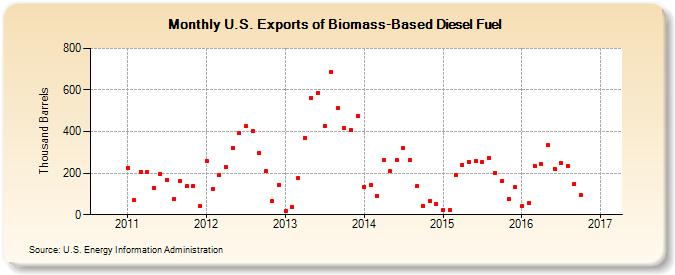 Monthly U.S. Exports of Biomass-Based Diesel Fuel
Thousand Barrels
800
600
400
200
0
2011 2012 2013 2014 2015 2016 2017
Source: U.S. Energy Information Administration